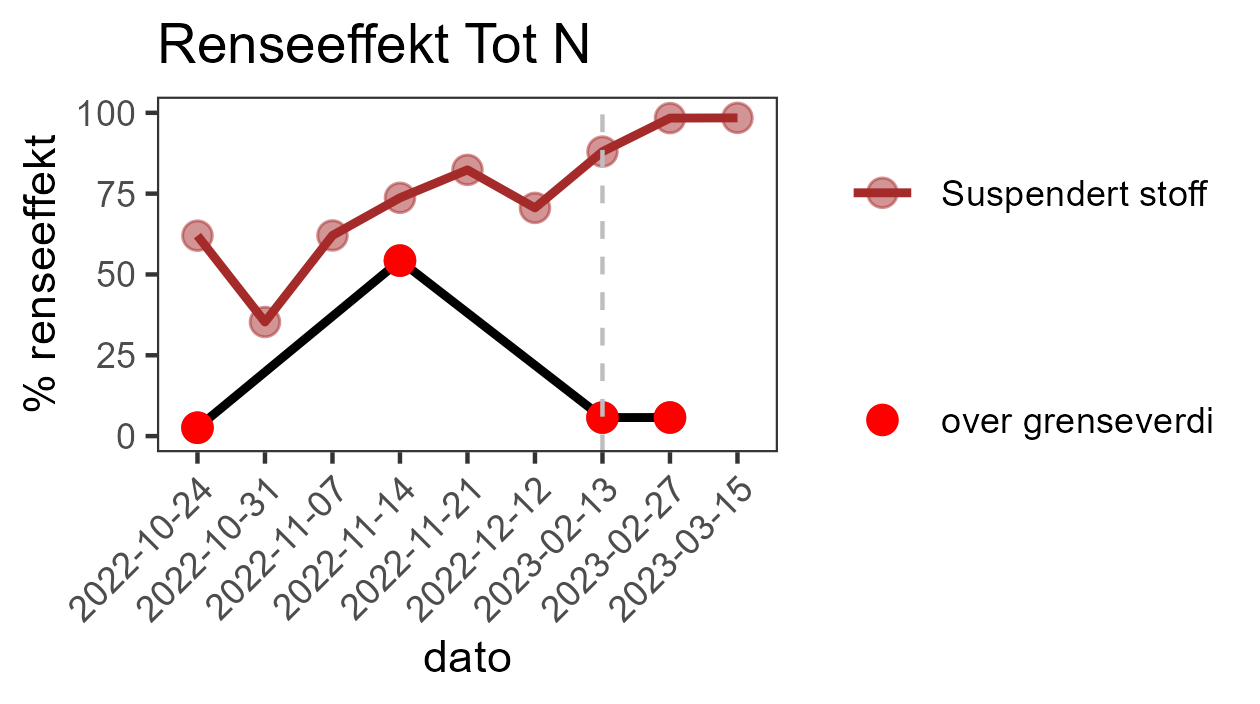 Renseeffekt Tot N
% renseeffekt
100
75
50
25
0
2022-10-24
2022-10-31
2022-11-07
2022-11-14
2022-11-21
2022-12-12
2023-02-13
2023-02-27
2023-03-15
dato
Suspendert stoff
over grenseverdi